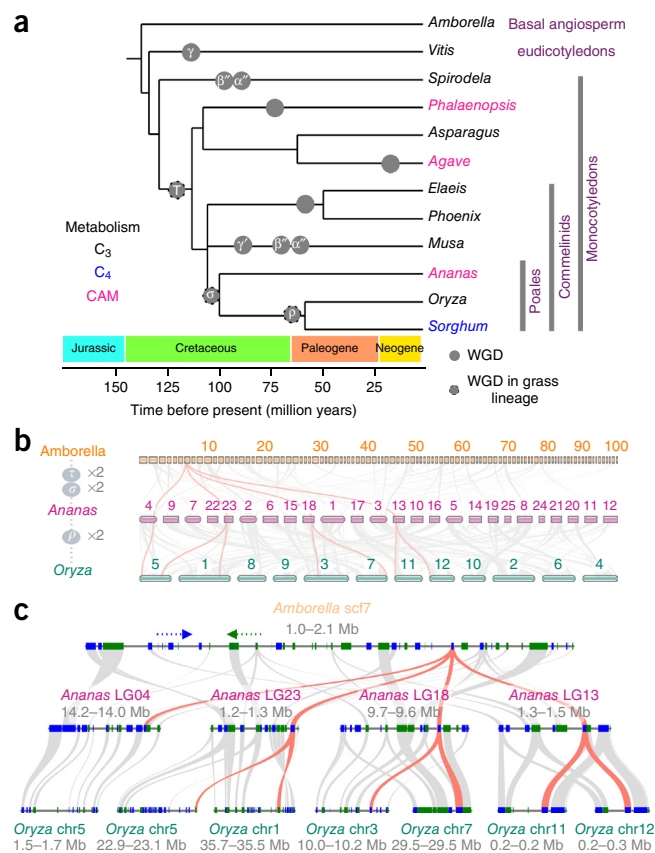 a
Amborella
Basal angiosperm
Vitis
eudicotyledons
γ
Spirodela
β″ α″
Phalaenopsis
Asparagus
Agave
T
Elaeis
Phoenix
Musa
γ′ β″ α″
Ananas
σ
Oryza
ρ
Sorghum
Poales
Commelinids
Monocotyledons
Metabolism
C3
C4
CAM
Jurassic Cretaceous Paleogene Neogene
150 125 100 75 50 25
Time before present (million years)
WGD
WGD in grass
lineage
b
Amborella
10 20 30 40 50 60 70 80 90 100
τ ×2
σ ×2
Ananas
4 9 7 22 23 2 6 15 18 1 17 3 13 10 16 5 14 19 25 8 24 21 20 11 12
ρ ×2
Oryza
5 1 8 9 3 7 11 12 10 2 6 4
c
Amborella scf7
1.0–2.1 Mb
Ananas LG04 Ananas LG23 Ananas LG18 Ananas LG13
14.2–14.0 Mb 1.2–1.3 Mb 9.7–9.6 Mb 1.3–1.5 Mb
Oryza chr5 Oryza chr5 Oryza chr1 Oryza chr3 Oryza chr7 Oryza chr11 Oryza chr12
1.5–1.7 Mb 22.9–23.1 Mb 35.7–35.5 Mb 10.0–10.2 Mb 29.5–29.5 Mb 0.2–0.2 Mb 0.2–0.3 Mb